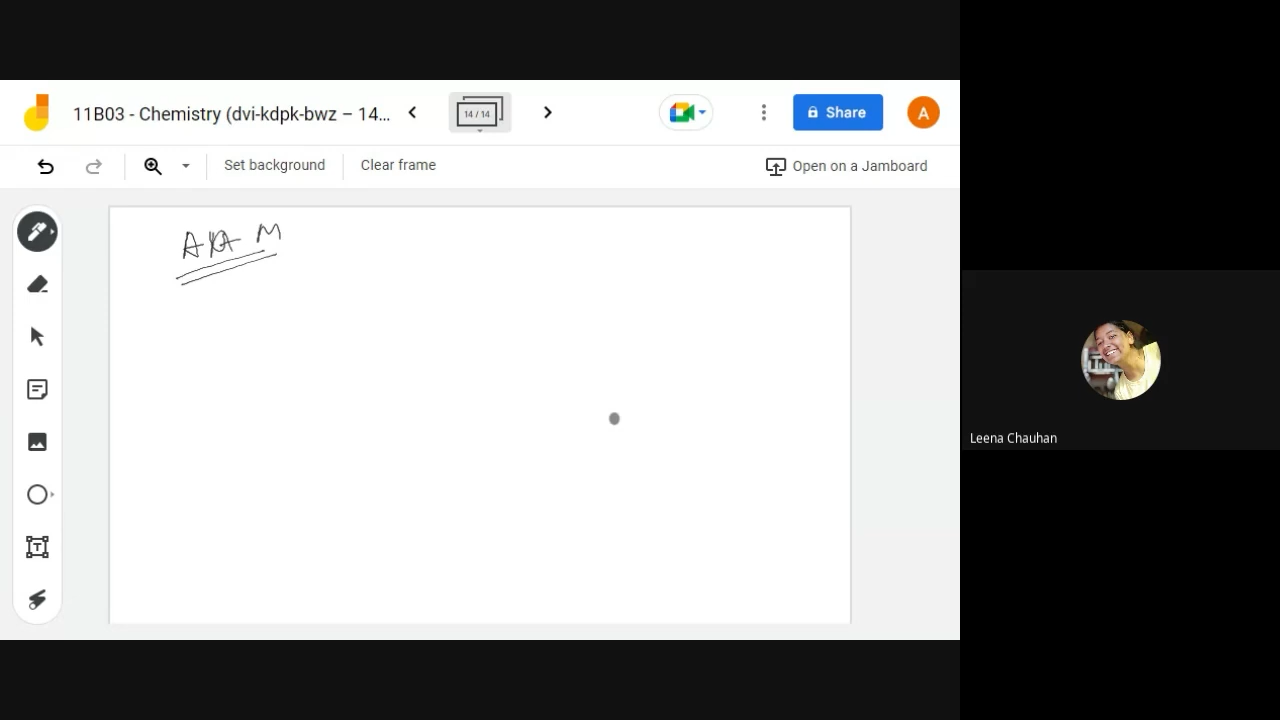 11B03 - Chemistry (dvi-kdpk-bwz – 14...
14 / 14
Share
A
Set background
Clear frame
Open on a Jamboard
M
T
Leena Chauhan